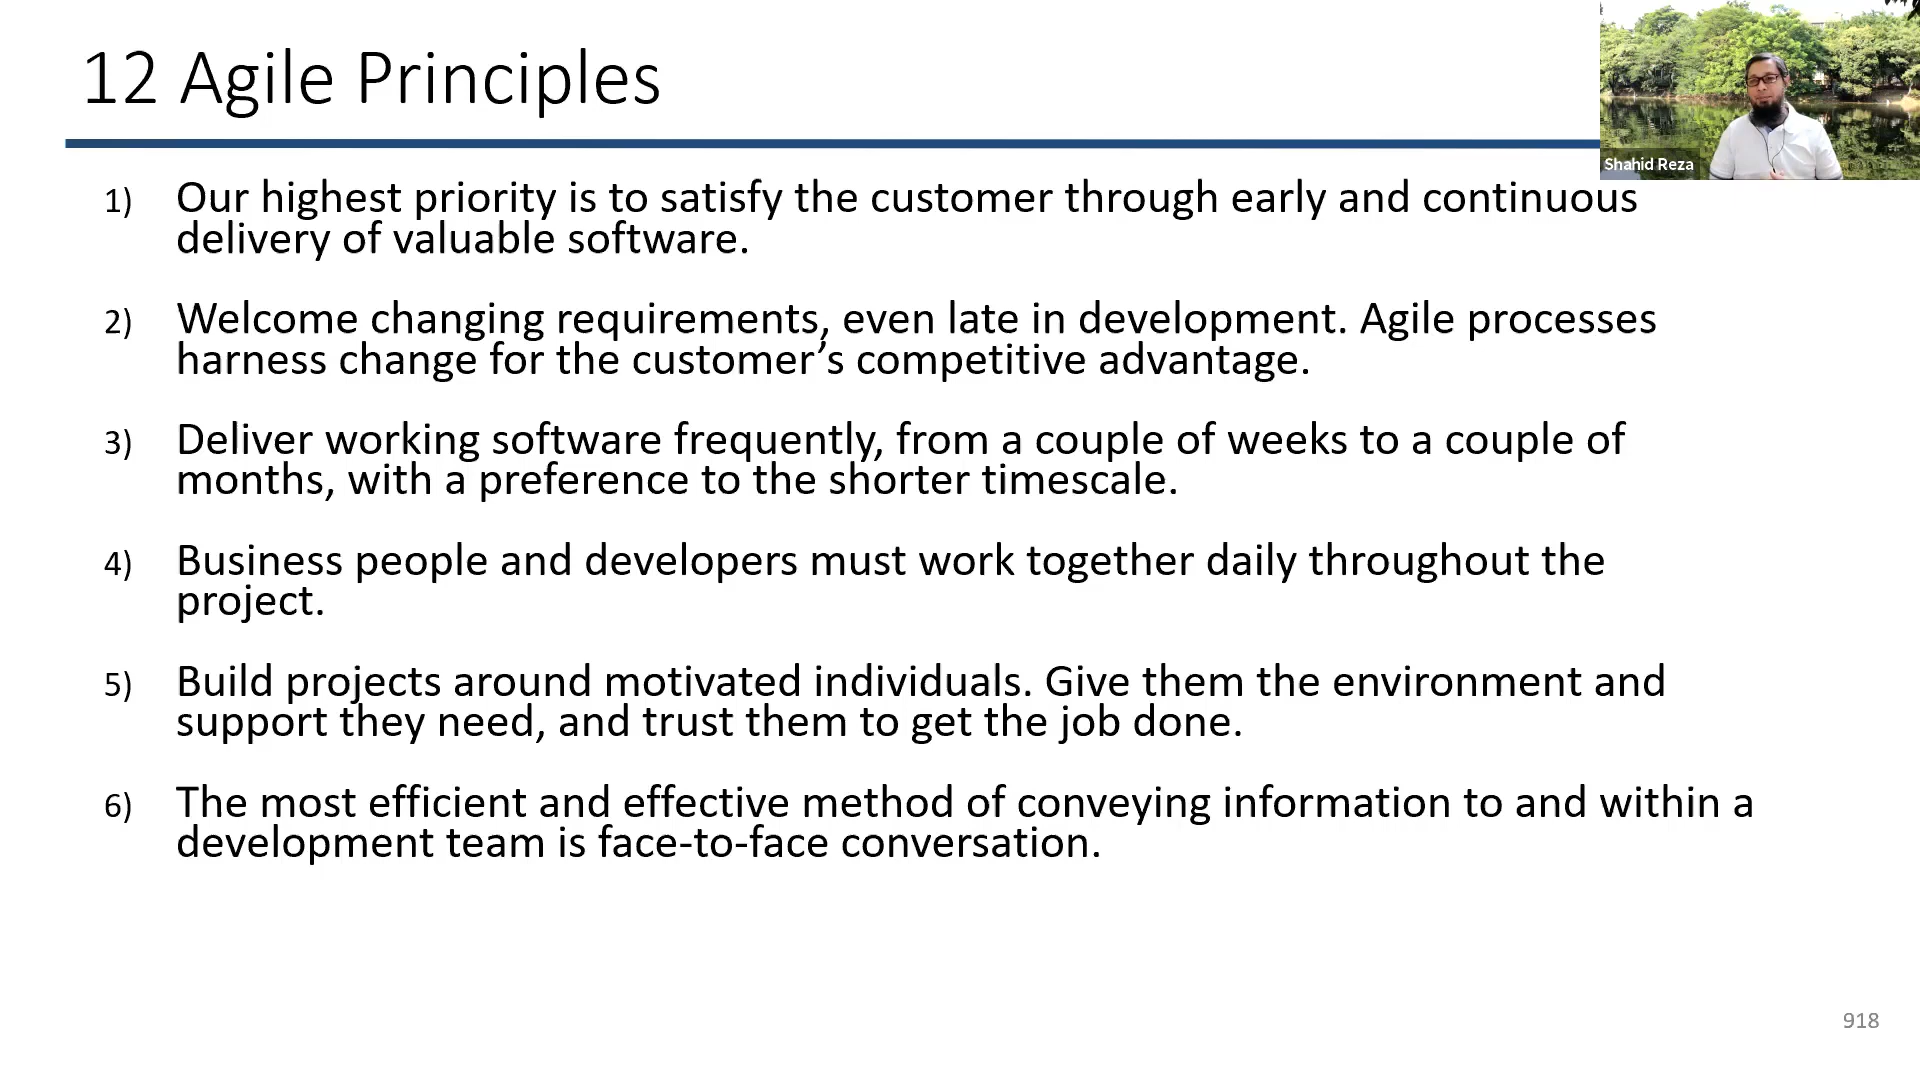 12 Agile Principles
Shahid Reza
1) Our highest priority is to satisfy the customer through early and continuous
delivery of valuable software.
2) Welcome changing requirements, even late in development. Agile processes
harness change for the customer’s competitive advantage.
3) Deliver working software frequently, from a couple of weeks to a couple of
months, with a preference to the shorter timescale.
4) Business people and developers must work together daily throughout the
project.
5) Build projects around motivated individuals. Give them the environment and
support they need, and trust them to get the job done.
6) The most efficient and effective method of conveying information to and within a
development team is face-to-face conversation.
918